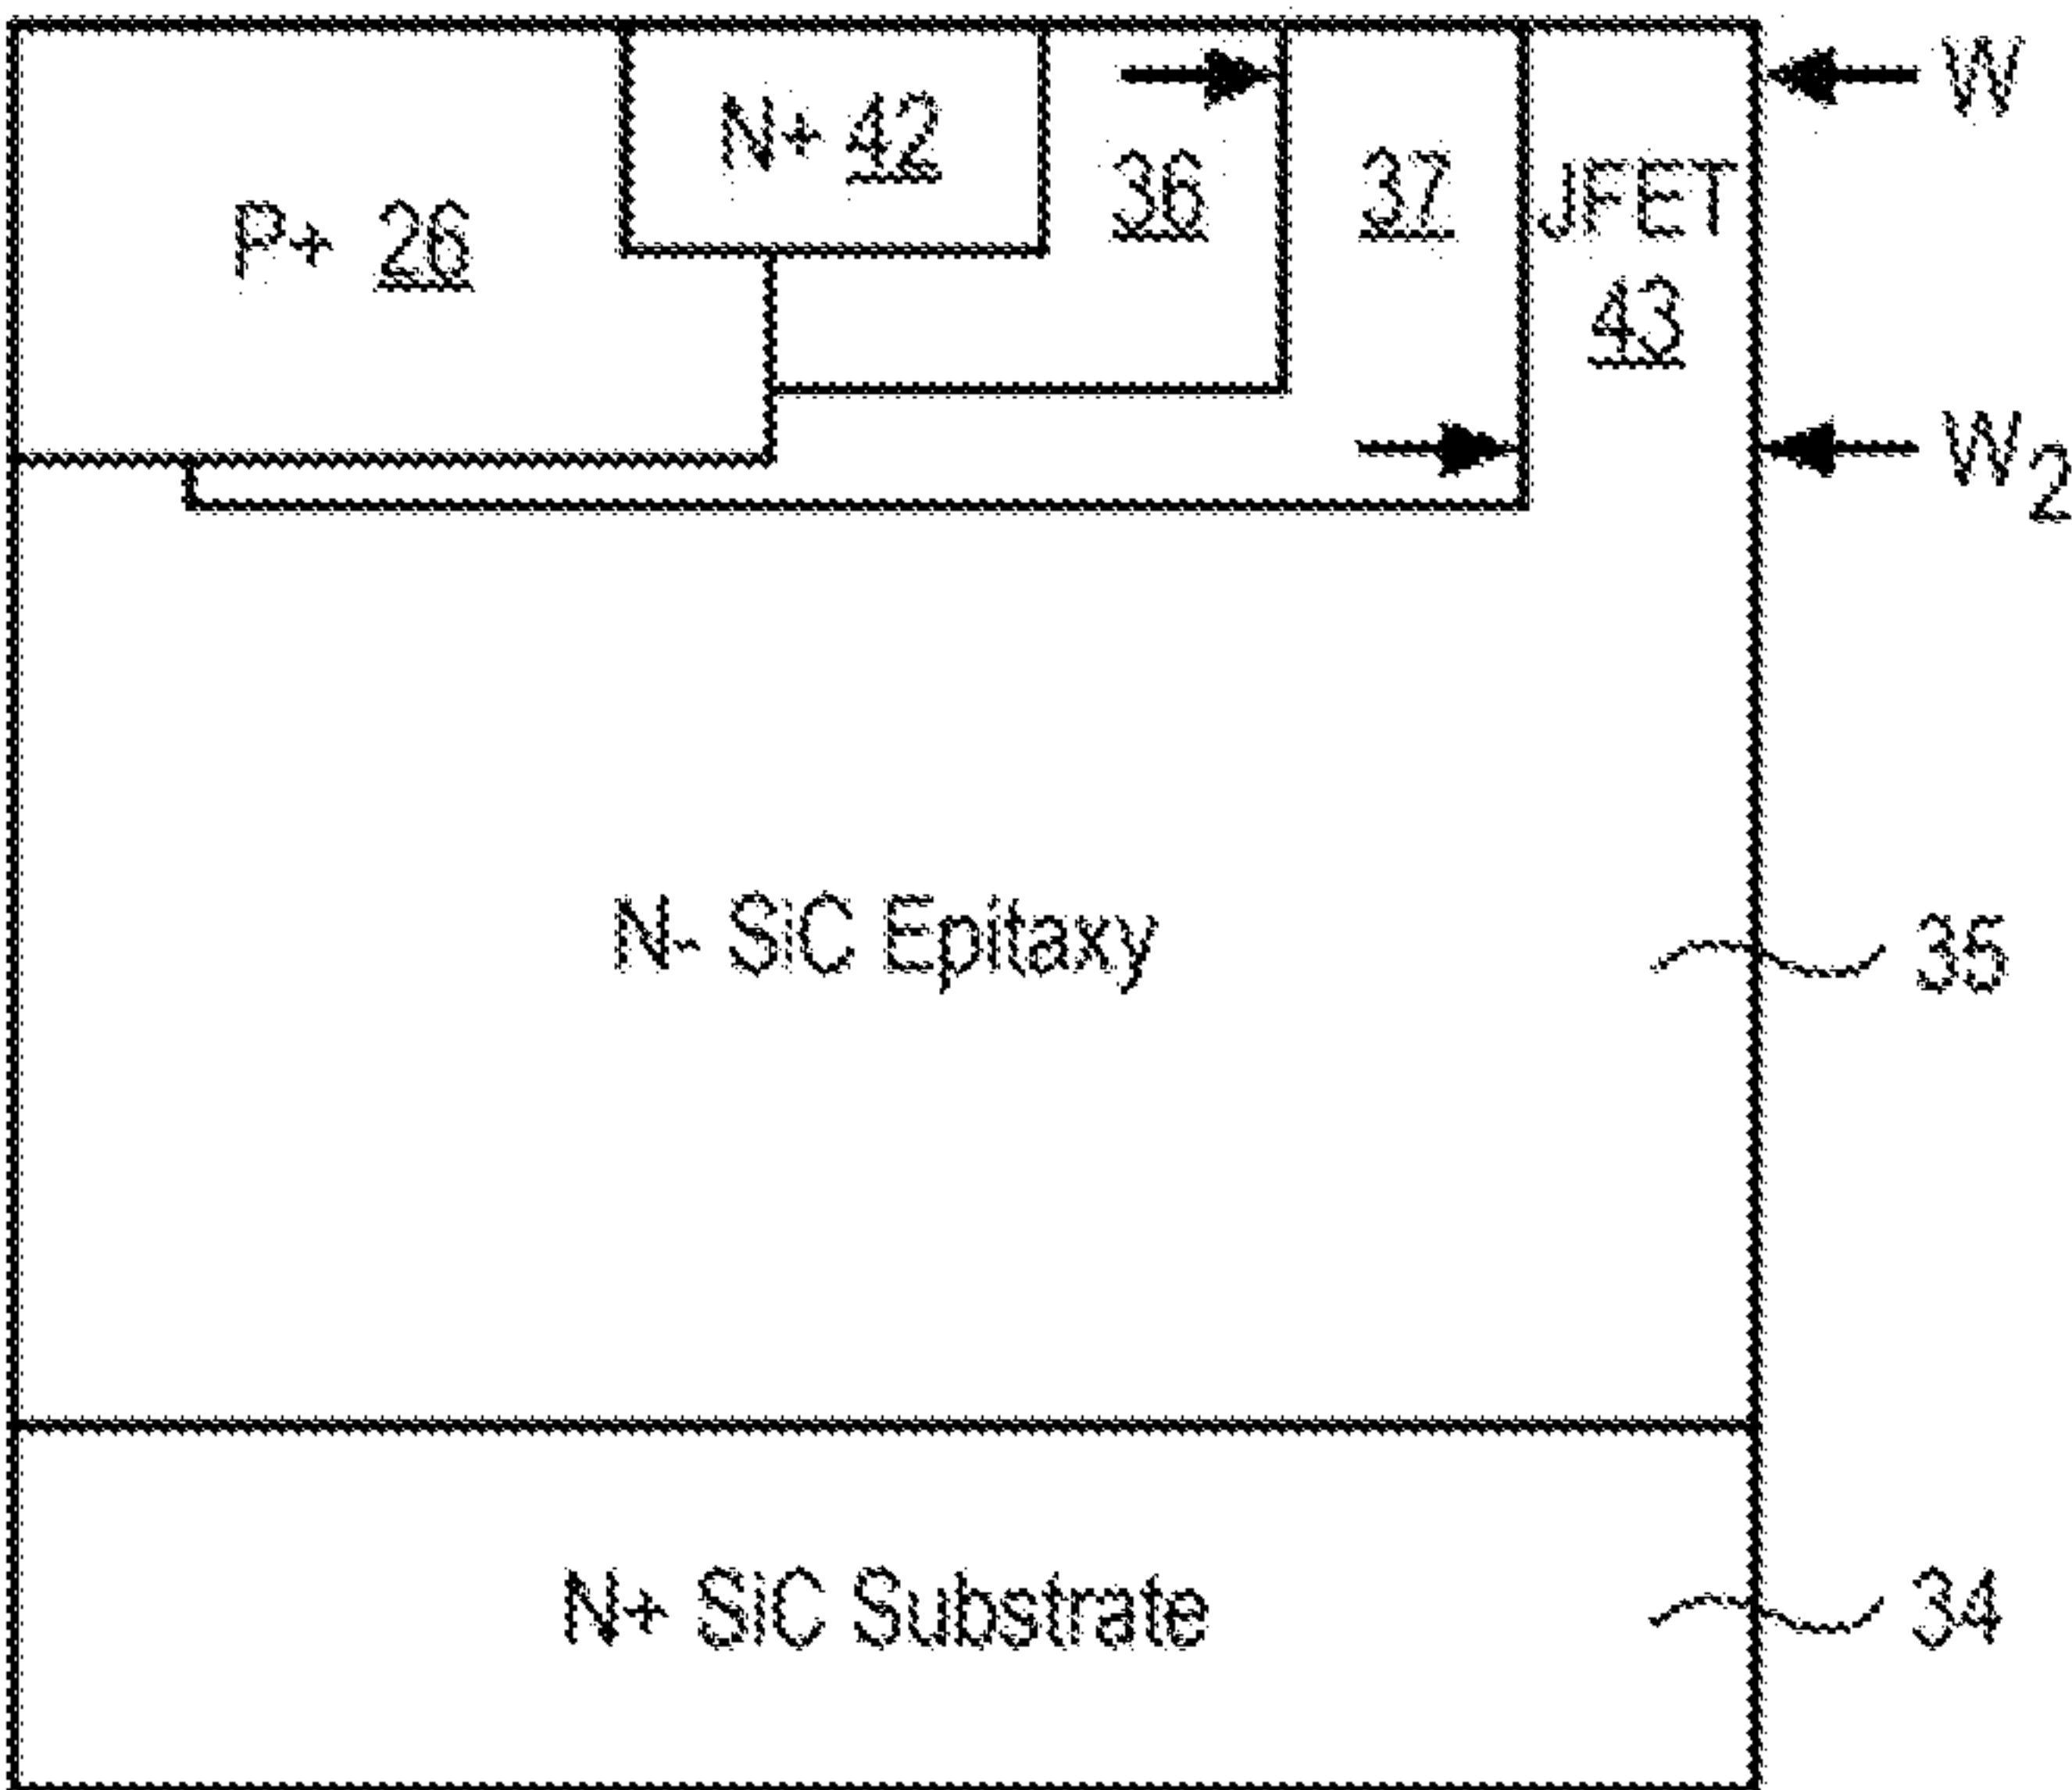 W
N+ 42
36
37
JFET
43
P+ 26
W2
N- SiC Epitaxy
35
N+ SiC Substrate
34